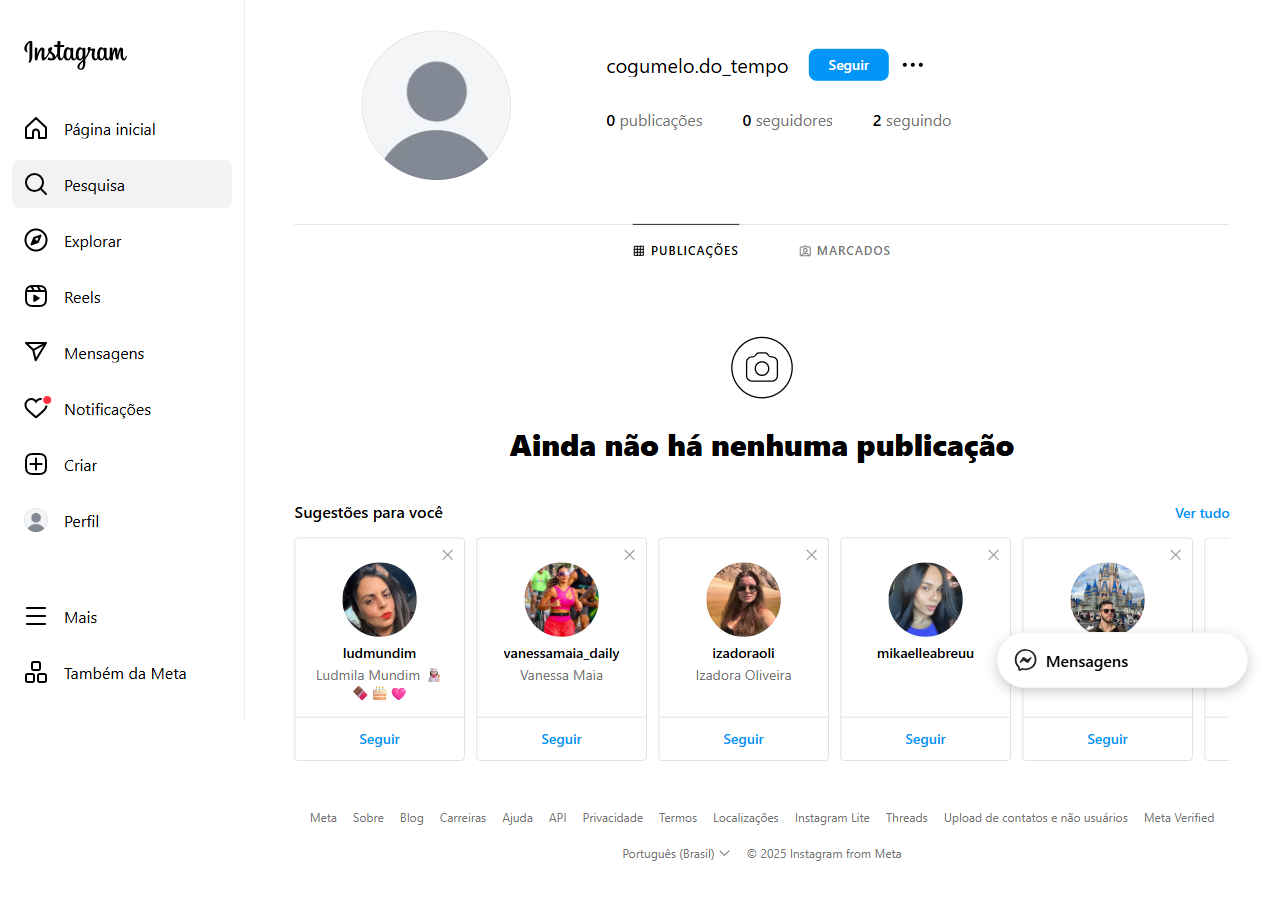 Instagram
Página inicial
Pesquisa
Explorar
Reels
Mensagens
Notificações
Criar
Perfil
Mais
Também da Meta
cogumelo.do_tempo Seguir
0 publicações 0 seguidores 2 seguindo
PUBLICAÇÕES MARCADOS
Ainda não há nenhuma publicação
Sugestões para você Ver tudo
ludmundim vanessamaia_daily izadoraoli mikaelleabreuu
Ludmila Mundim Vanessa Maia Izadora Oliveira
Mensagens
Seguir Seguir Seguir Seguir Seguir
Meta Sobre Blog Carreiras Ajuda API Privacidade Termos Localizações Instagram Lite Threads Upload de contatos e não usuários Meta Verified
Português (Brasil) © 2025 Instagram from Meta